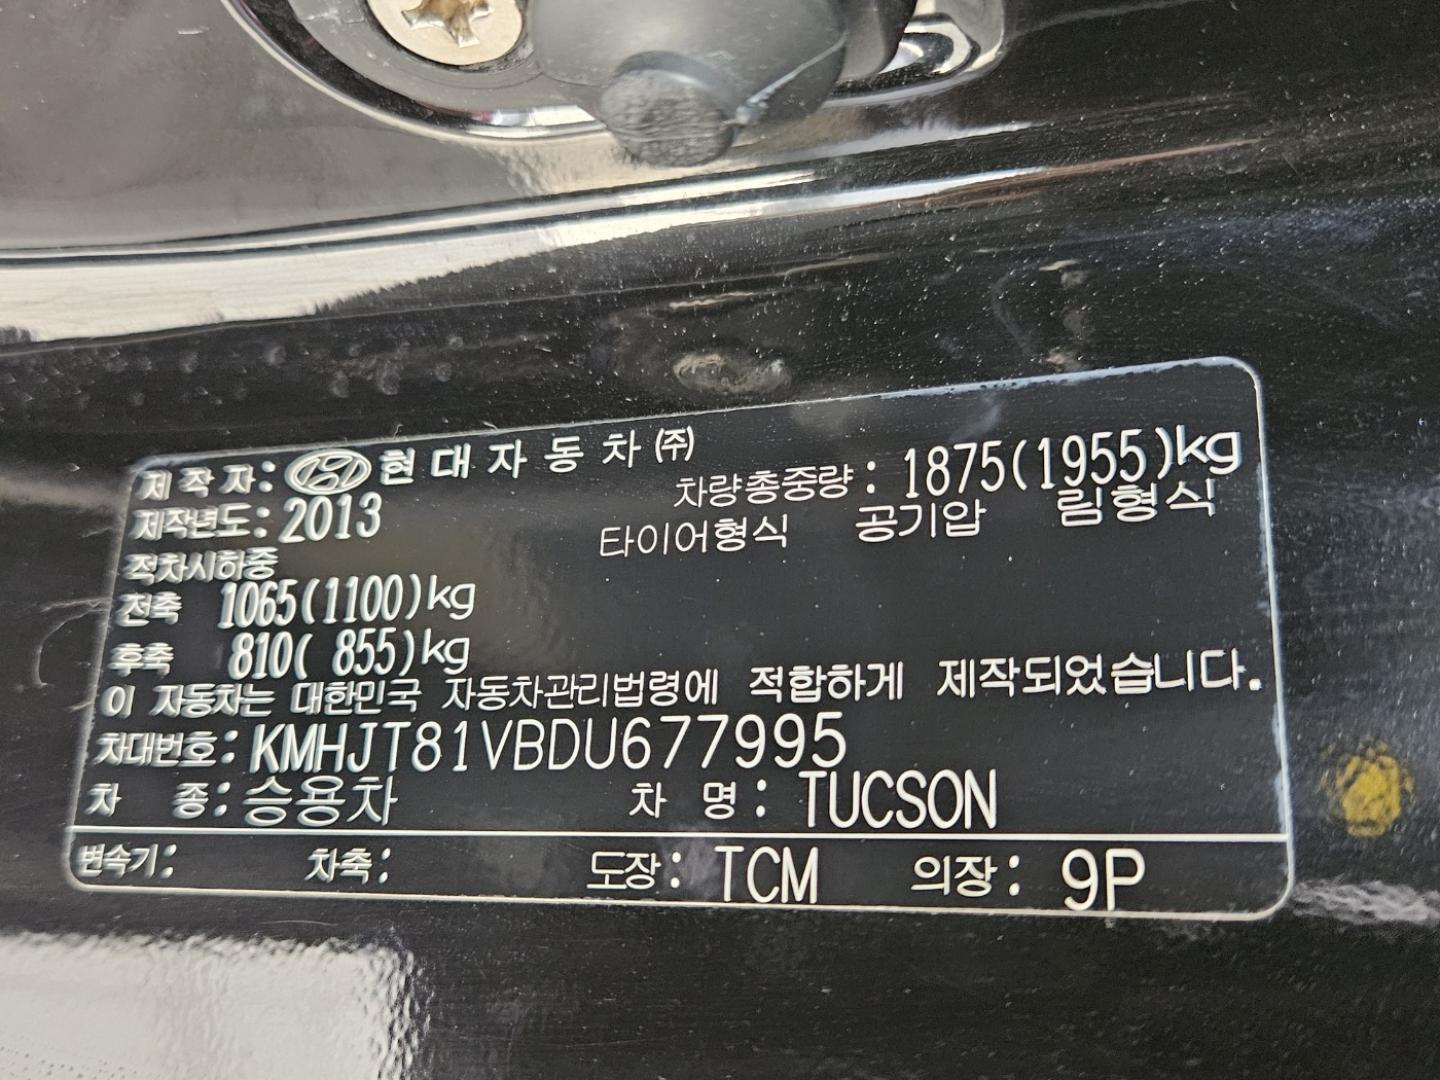 제작자: 현대자동차(주)
차량총중량: 1875(1955)kg
제작년도: 2013
타이어형식 공기압 림형식
적차시하중
전축 1065(1100)kg
후축 810( 855)kg
이 자동차는 대한민국 자동차관리법령에 적합하게 제작되었습니다.
차대번호: KMHJT81VBDU677995
차 종: 승용차 차 명: TUCSON
변속기: 차축: 도장: TCM 의장: 9P